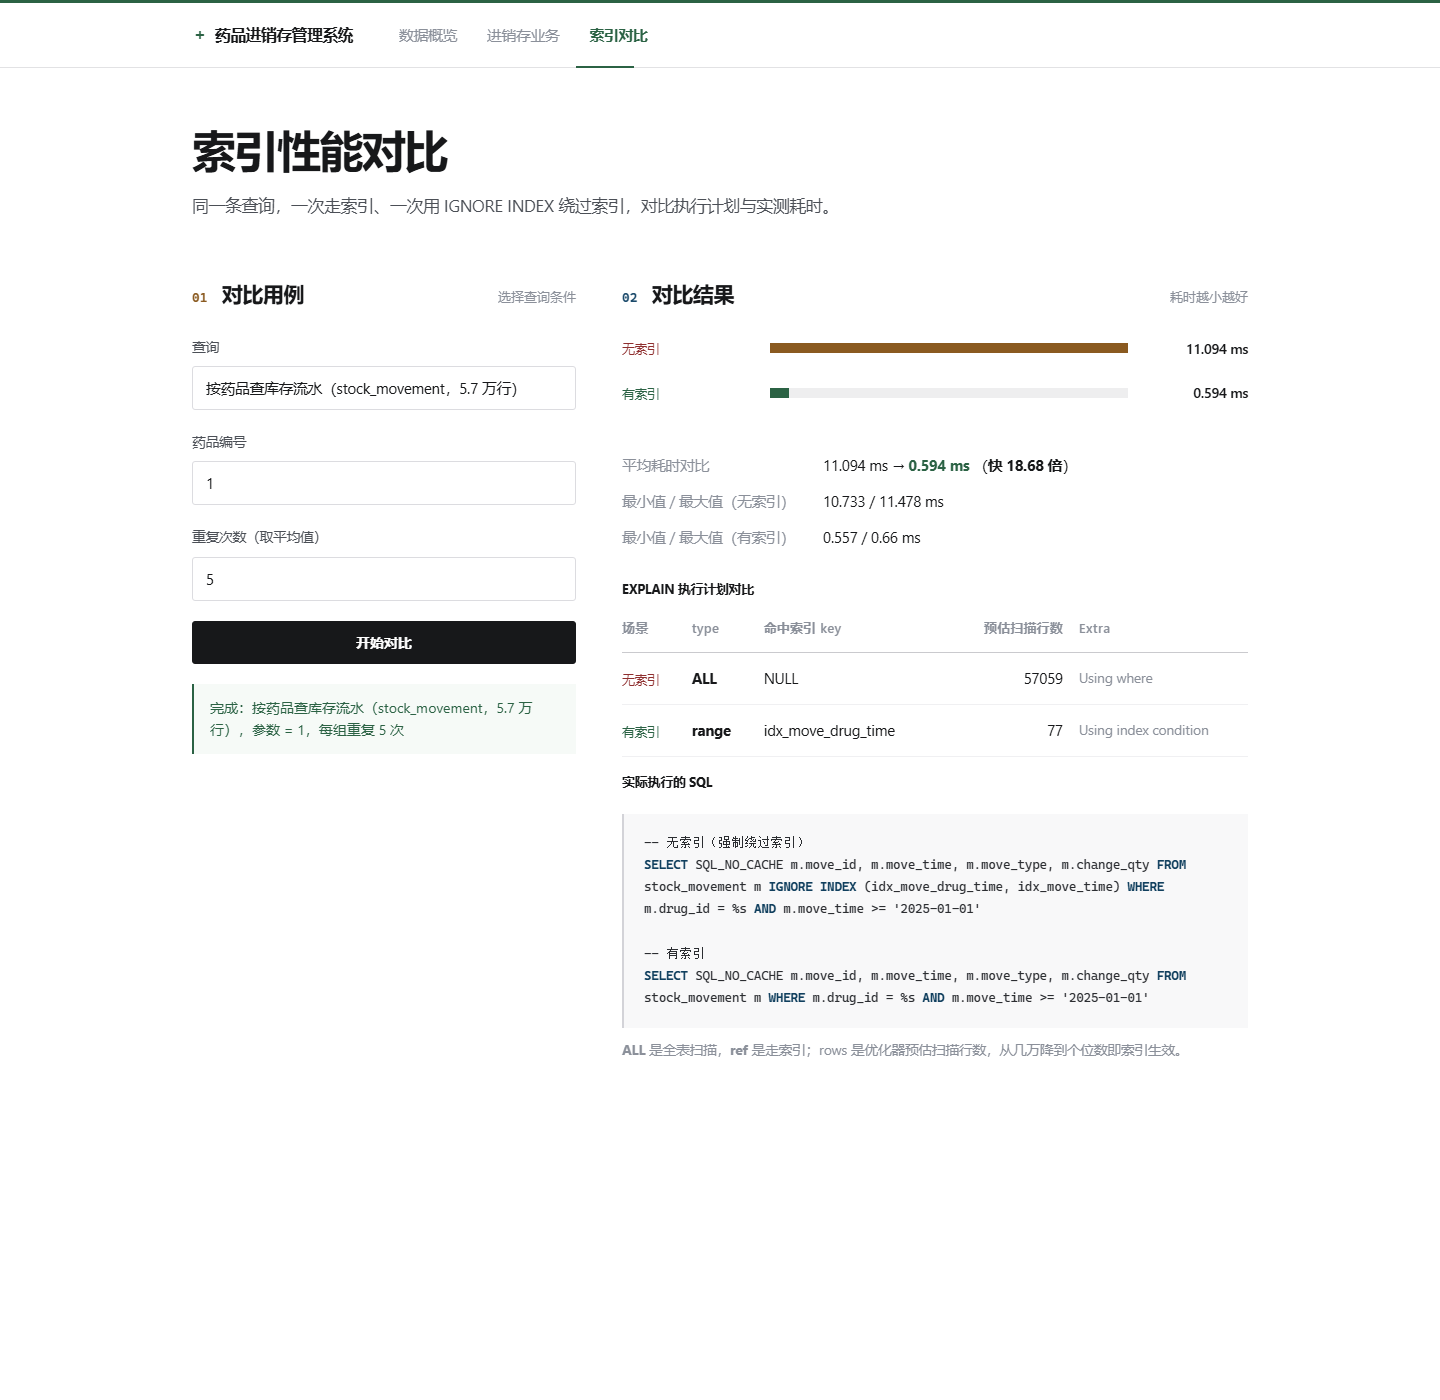 + 药品进销存管理系统 数据概览 进销存业务 索引对比
索引性能对比
同一条查询，一次走索引、一次用 IGNORE INDEX 绕过索引，对比执行计划与实测耗时。
01 对比用例 选择查询条件
查询
按药品查库存流水（stock_movement，5.7 万行）
药品编号
1
重复次数（取平均值）
5
开始对比
完成：按药品查库存流水（stock_movement，5.7 万
行），参数 = 1，每组重复 5 次
02 对比结果 耗时越小越好
无索引 11.094 ms
有索引 0.594 ms
平均耗时对比 11.094 ms → 0.594 ms （快 18.68 倍）
最小值 / 最大值（无索引） 10.733 / 11.478 ms
最小值 / 最大值（有索引） 0.557 / 0.66 ms
EXPLAIN 执行计划对比
场景 type 命中索引 key 预估扫描行数 Extra
无索引 ALL NULL 57059 Using where
有索引 range idx_move_drug_time 77 Using index condition
实际执行的 SQL
-- 无索引（强制绕过索引）
SELECT SQL_NO_CACHE m.move_id, m.move_time, m.move_type, m.change_qty FROM
stock_movement m IGNORE INDEX (idx_move_drug_time, idx_move_time) WHERE
m.drug_id = %s AND m.move_time >= '2025-01-01'
-- 有索引
SELECT SQL_NO_CACHE m.move_id, m.move_time, m.move_type, m.change_qty FROM
stock_movement m WHERE m.drug_id = %s AND m.move_time >= '2025-01-01'
ALL 是全表扫描，ref 是走索引；rows 是优化器预估扫描行数，从几万降到个位数即索引生效。